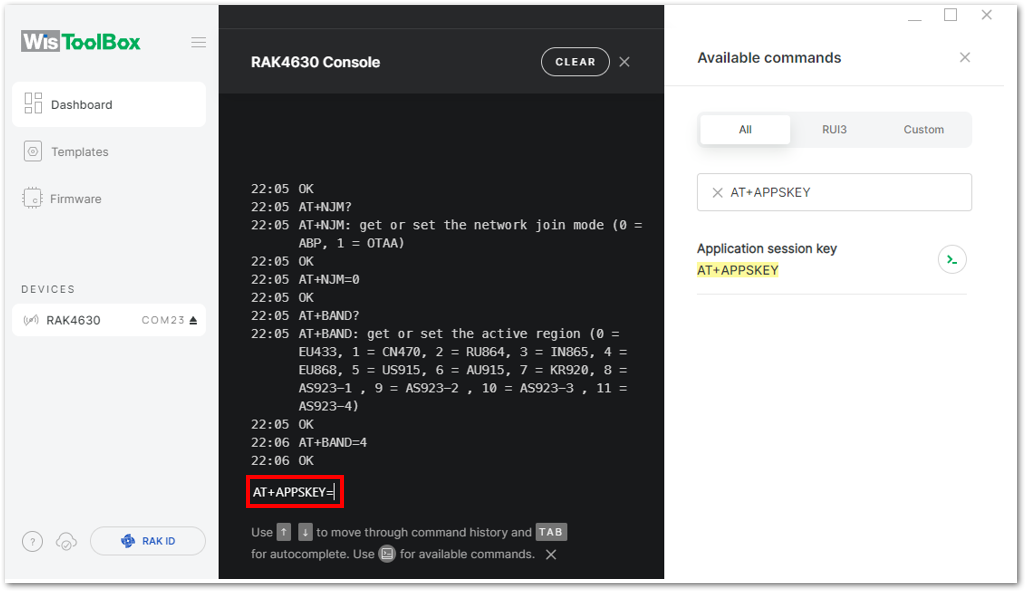 WisToolBox
Dashboard
Templates
Firmware
DEVICES
RAK4630 COM23
?
RAK ID
RAK4630 Console
CLEAR
22:05 OK
22:05 AT+NJM?
22:05 AT+NJM: get or set the network join mode (0 =
ABP, 1 = OTAA)
22:05 OK
22:05 AT+NJM=0
22:05 OK
22:05 AT+BAND?
22:05 AT+BAND: get or set the active region (0 =
EU433, 1 = CN470, 2 = RU864, 3 = IN865, 4 =
EU868, 5 = US915, 6 = AU915, 7 = KR920, 8 =
AS923-1 , 9 = AS923-2 , 10 = AS923-3 , 11 =
AS923-4)
22:05 OK
22:06 AT+BAND=4
22:06 OK
AT+APPSKEY=
Use ↑ ↓ to move through command history and TAB
for autocomplete. Use for available commands.
Available commands
All RUI3 Custom
AT+APPSKEY
Application session key
AT+APPSKEY